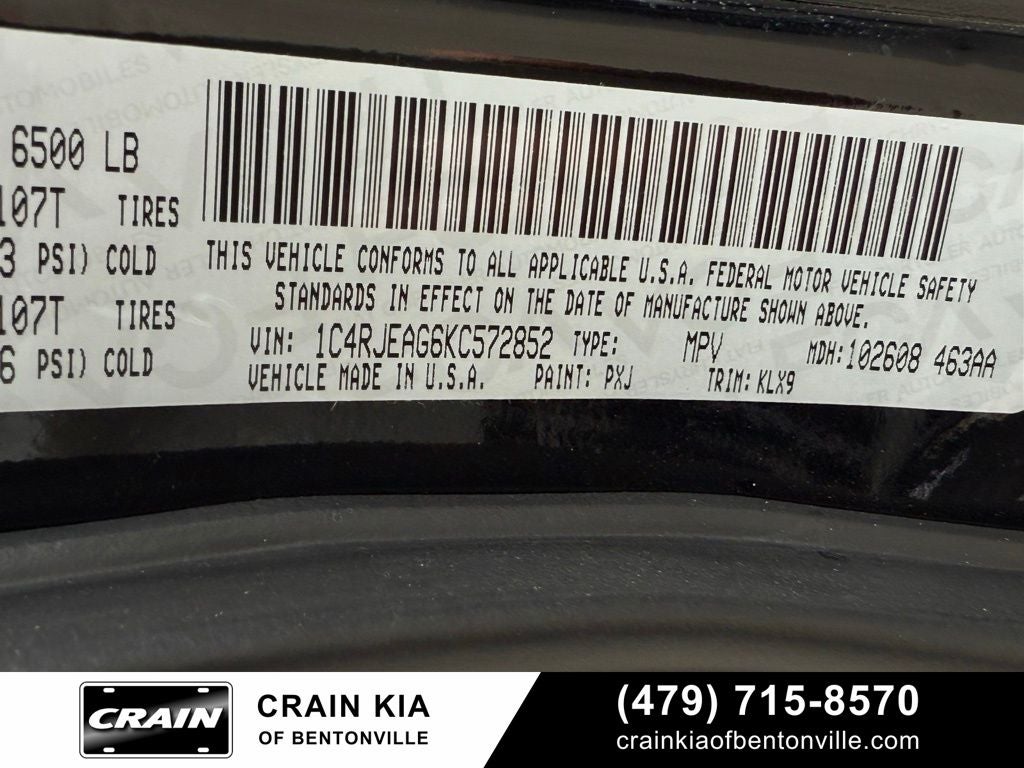 6500 LB
107T TIRES
3 PSI) COLD
107T TIRES
6 PSI) COLD
THIS VEHICLE CONFORMS TO ALL APPLICABLE U.S.A. FEDERAL MOTOR VEHICLE SAFETY
STANDARDS IN EFFECT ON THE DATE OF MANUFACTURE SHOWN ABOVE.
VIN: 1C4RJEAG6KC572852 TYPE: MPV MDH:102608 463AA
VEHICLE MADE IN U.S.A. PAINT: PXJ TRIM: KLX9
CRAIN
CRAIN KIA
OF BENTONVILLE
(479) 715-8570
crainkiaofbentonville.com